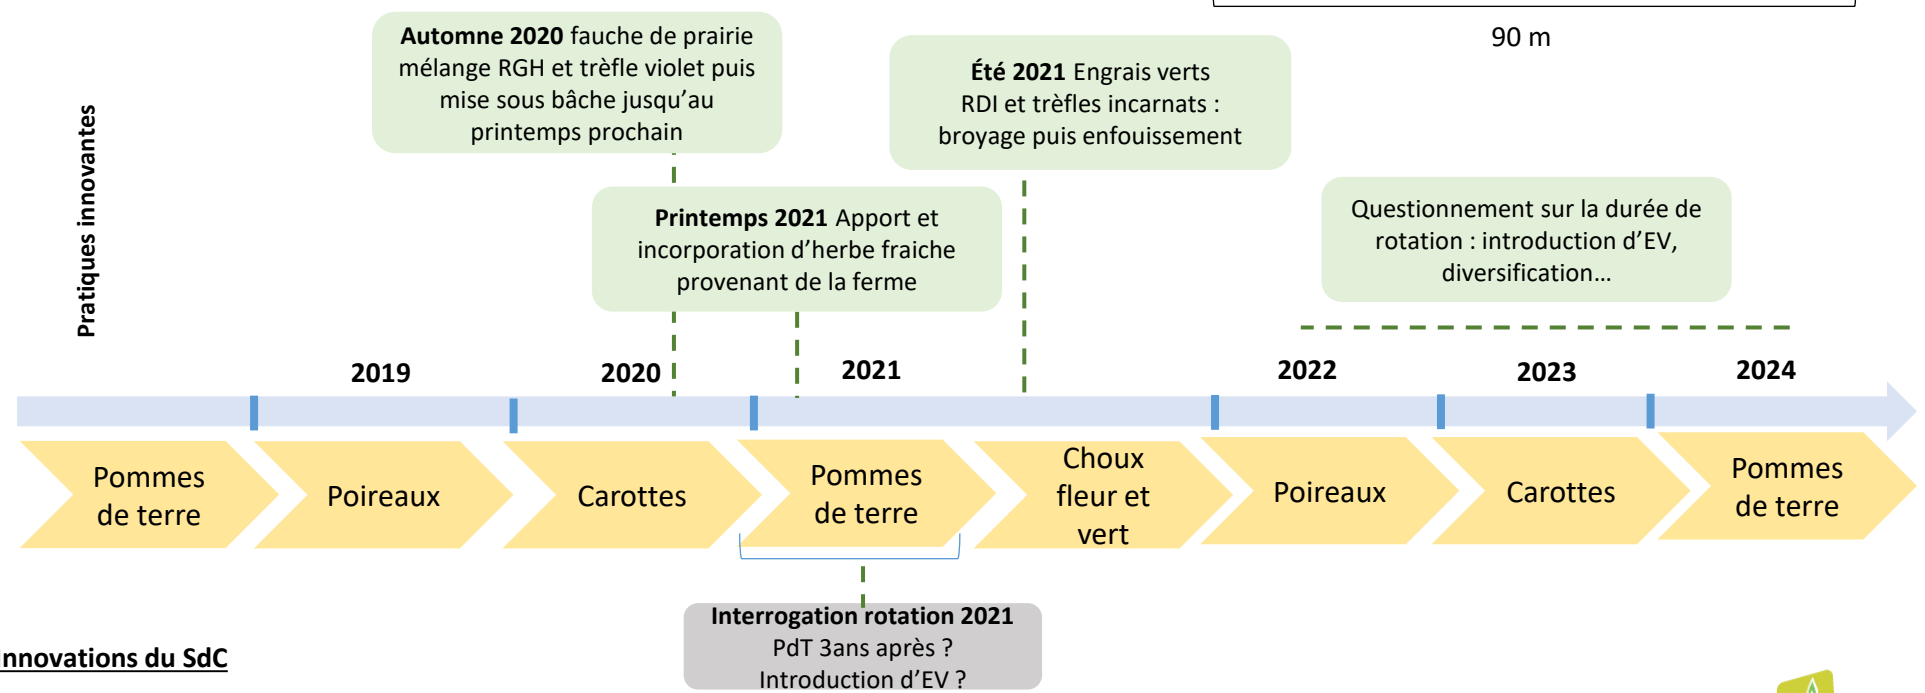 90 m
Automne 2020 fauche de prairie
mélange RGH et trèfle violet puis
mise sous bâche jusqu’au
printemps prochain
Été 2021 Engrais verts
RDI et trèfles incarnats :
broyage puis enfouissement
Pratiques innovantes
Printemps 2021 Apport et
incorporation d’herbe fraiche
provenant de la ferme
Questionnement sur la durée de
rotation : introduction d’EV,
diversification…
2019
2020
2021
2022
2023
2024
Pommes
de terre
Poireaux
Carottes
Pommes
de terre
Choux
fleur et
vert
Poireaux
Carottes
Pommes
de terre
Interrogation rotation 2021
PdT 3ans après ?
Introduction d’EV ?
Innovations du SdC